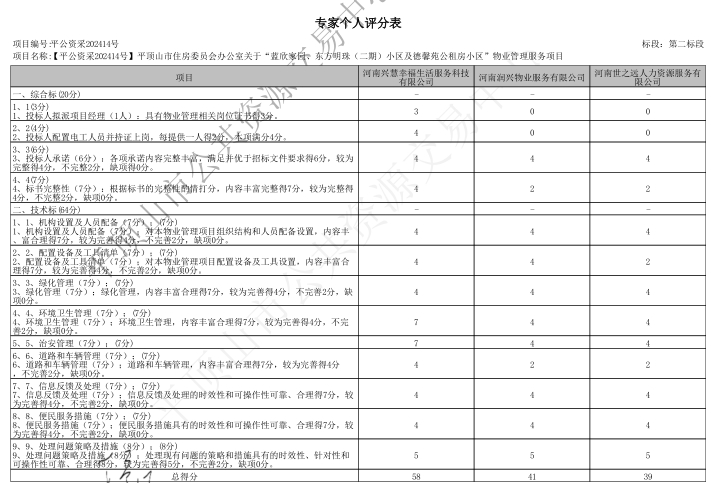 专家个人评分表
项目编号:平公资采202414号 标段：第二标段
项目名称:【平公资采202414号】平顶山市住房委员会办公室关于“蓝欣家园、东方明珠（二期）小区及德馨苑公租房小区”物业管理服务项目
项目 河南兴慧幸福生活服务科技有限公司 河南润兴物业服务有限公司 河南世之远人力资源服务有限公司
一、综合标(20分) － － －
1、1(3分)
1、投标人拟派项目经理（1人）：具有物业管理相关岗位证书得3分。 3 0 0
2、2(4分)
2、投标人配置电工人员并持证上岗，每提供一人得2分，本项满分4分。 4 0 0
3、3(6分)
3、投标人承诺（6分）；各项承诺内容完整丰富，满足并优于招标文件要求得6分，较为
完整得4分，不完整2分，缺项得0分。 4 4 4
4、4(7分)
4、标书完整性（7分）；根据标书的完整性酌情打分，内容丰富完整得7分，较为完整得
4分，不完整2分，缺项0分。 4 2 2
二、技术标(64分) － － －
1、1、机构设置及人员配备（7分）；(7分)
1、机构设置及人员配备（7分）；对本物业管理项目组织结构和人员配备设置，内容丰
、富合理得7分，较为完善得4分，不完善2分，缺项0分。 4 4 4
2、2、配置设备及工具清单（7分）；(7分)
2、配置设备及工具清单（7分）；对本物业管理项目配置设备及工具设置，内容丰富合
理得7分，较为完善得4分，不完善2分，缺项0分。 4 4 2
3、3、绿化管理（7分）；(7分)
3、绿化管理（7分）；绿化管理，内容丰富合理得7分，较为完善得4分，不完善2分，缺
项0分。 4 4 4
4、4、环境卫生管理（7分）；(7分)
4、环境卫生管理（7分）；环境卫生管理，内容丰富合理得7分，较为完善得4分，不完
善2分，缺项0分。 7 4 4
5、5、治安管理（7分）；(7分) 7 4 4
6、6、道路和车辆管理（7分）；(7分)
6、道路和车辆管理（7分）；道路和车辆管理，内容丰富合理得7分，较为完善得4分
，不完善2分，缺项0分。 4 2 2
7、7、信息反馈及处理（7分）；(7分)
7、信息反馈及处理（7分）；信息反馈及处理的时效性和可操作性可靠、合理得7分，较
为完善得4分，不完善2分，缺项0分。 4 4 4
8、8、便民服务措施（7分）；(7分)
8、便民服务措施（7分）；便民服务措施具有的时效性和可操作性可靠、合理得7分，较
为完善得4分，不完善2分，缺项0分。 4 4 4
9、9、处理问题策略及措施（8分）；(8分)
9、处理问题策略及措施（8分）；处理现有问题的策略和措施具有的时效性、针对性和
可操作性可靠、合理得8分，较为完善得5分，不完善2分，缺项0分。 5 5 5
总得分 58 41 39